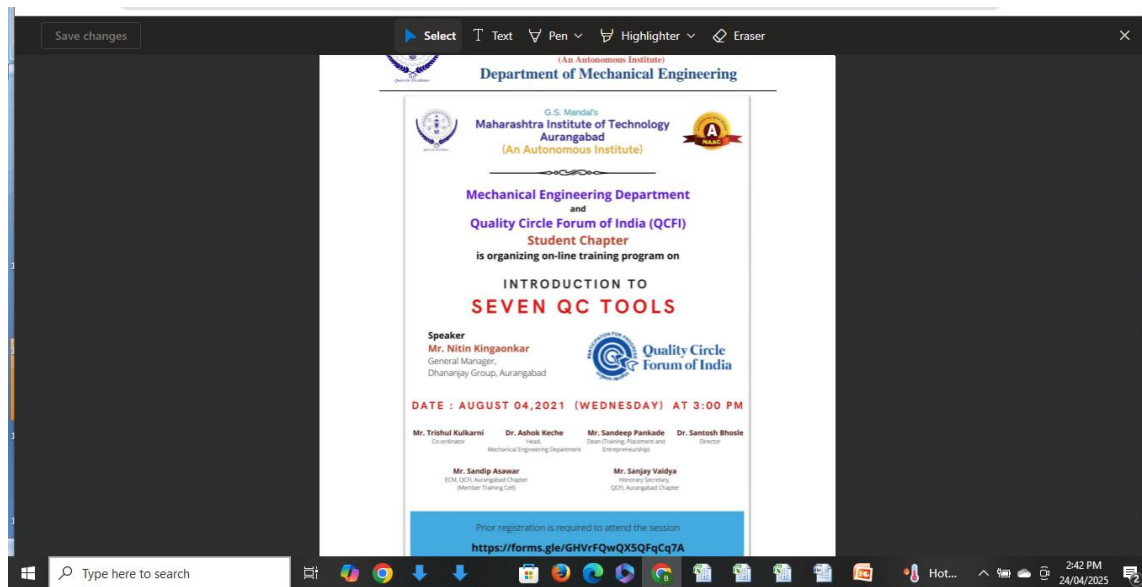 Save changes
Select
Text
Pen
Highlighter
Eraser
(An Autonomous Institute)
Department of Mechanical Engineering
G.S. Mandal's
Maharashtra Institute of Technology
Aurangabad
(An Autonomous Institute)
A
NAAC
Mechanical Engineering Department
and
Quality Circle Forum of India (QCFI)
Student Chapter
is organizing on-line training program on
INTRODUCTION TO
SEVEN QC TOOLS
Speaker
Mr. Nitin Kingaonkar
General Manager,
Dhananjay Group, Aurangabad
Quality Circle
Forum of India
DATE : AUGUST 04,2021 (WEDNESDAY) AT 3:00 PM
Mr. Trishul Kulkarni
Co-ordinator
Dr. Ashok Keche
Head,
Mechanical Engineering Department
Mr. Sandeep Pankade
Dean (Training, Placement and
Entrepreneurship)
Dr. Santosh Bhosle
Director
Mr. Sandip Asawar
ECM, QCFI, Aurangabad Chapter
(Member Training Cell)
Mr. Sanjay Vaidya
Honorary Secretary,
QCFI, Aurangabad Chapter
Prior registration is required to attend the session
https://forms.gle/GHVrFQwQX5QFqCq7A
Type here to search
Hot...
2:42 PM
24/04/2025
2